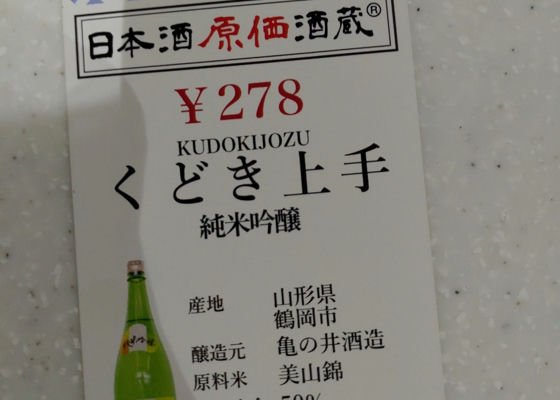 日本酒原価酒蔵®
￥278
KUDOKIJOZU
くどき上手
純米吟醸
産地 山形県
鶴岡市
醸造元 亀の井酒造
原料米 美山錦